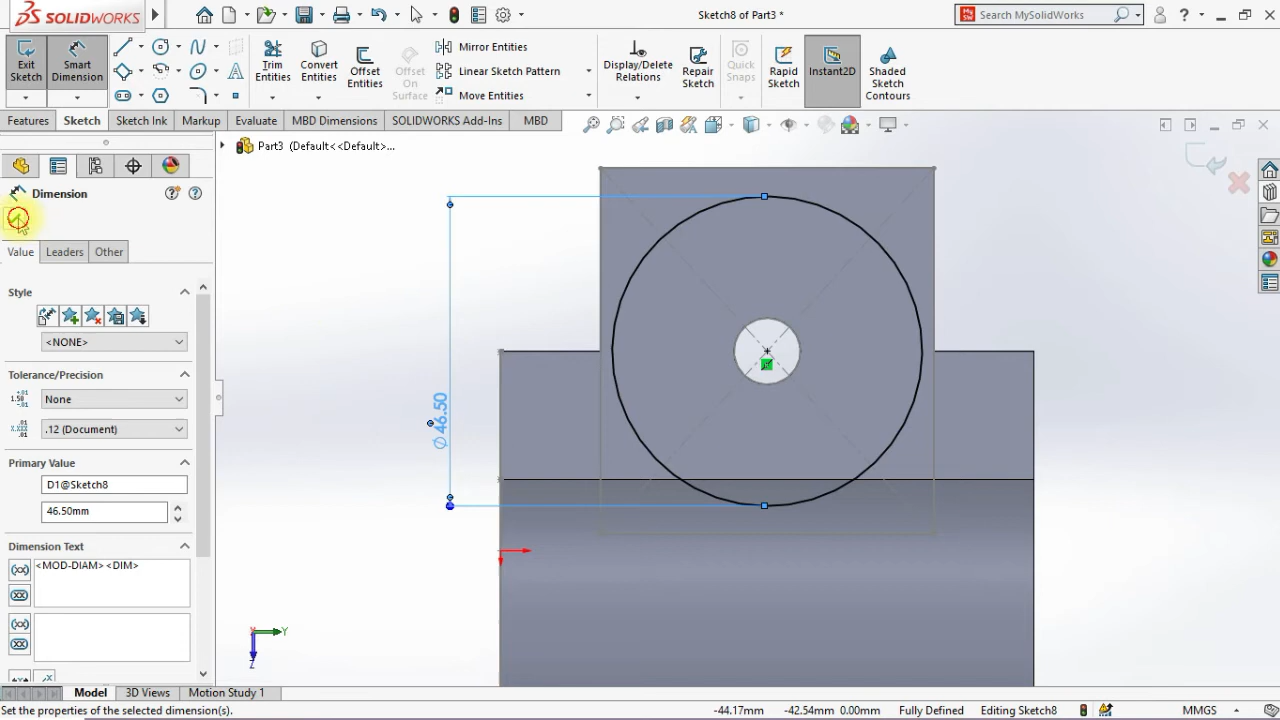 SOLIDWORKS
Sketch8 of Part3 *
Search MySolidWorks
Exit Sketch
Smart Dimension
Trim Entities
Convert Entities
Offset Entities
Offset On Surface
Mirror Entities
Linear Sketch Pattern
Move Entities
Display/Delete Relations
Repair Sketch
Quick Snaps
Rapid Sketch
Instant2D
Shaded Sketch Contours
Features
Sketch
Sketch Ink
Markup
Evaluate
MBD Dimensions
SOLIDWORKS Add-Ins
MBD
Part3 (Default<<Default>...
Dimension
Value
Leaders
Other
Style
<NONE>
Tolerance/Precision
None
.12 (Document)
Primary Value
D1@Sketch8
46.50mm
Dimension Text
<MOD-DIAM><DIM>
∅46.50
Y
Z
Model
3D Views
Motion Study 1
Set the properties of the selected dimension(s).
-44.17mm
-42.54mm 0.00mm
Fully Defined
Editing Sketch8
MMGS